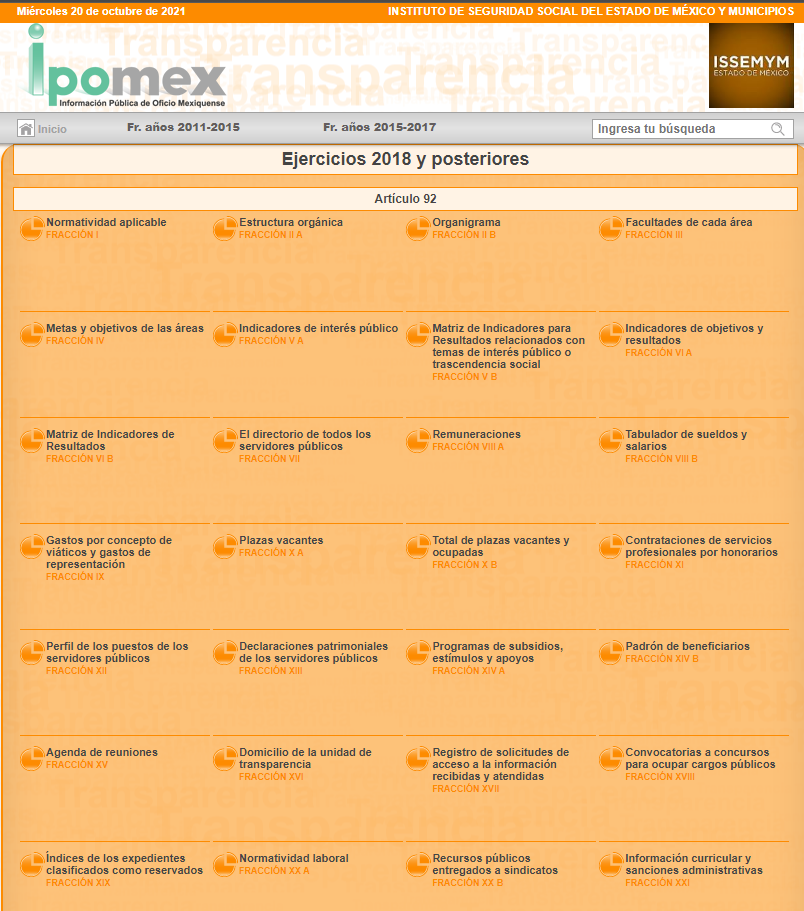 Miércoles 20 de octubre de 2021
INSTITUTO DE SEGURIDAD SOCIAL DEL ESTADO DE MÉXICO Y MUNICIPIOS
ipomex
Información Pública de Oficio Mexiquense
Transparencia
ISSEMYM
ESTADO DE MÉXICO
Inicio
Fr. años 2011-2015
Fr. años 2015-2017
Ingresa tu búsqueda
Ejercicios 2018 y posteriores
Artículo 92
Normatividad aplicable
FRACCIÓN I
Estructura orgánica
FRACCIÓN II A
Organigrama
FRACCIÓN II B
Facultades de cada área
FRACCIÓN III
Metas y objetivos de las áreas
FRACCIÓN IV
Indicadores de interés público
FRACCIÓN V A
Matriz de Indicadores para
Resultados relacionados con
temas de interés público o
trascendencia social
FRACCIÓN V B
Indicadores de objetivos y
resultados
FRACCIÓN VI A
Matriz de Indicadores de
Resultados
FRACCIÓN VI B
El directorio de todos los
servidores públicos
FRACCIÓN VII
Remuneraciones
FRACCIÓN VIII A
Tabulador de sueldos y
salarios
FRACCIÓN VIII B
Gastos por concepto de
viáticos y gastos de
representación
FRACCIÓN IX
Plazas vacantes
FRACCIÓN X A
Total de plazas vacantes y
ocupadas
FRACCIÓN X B
Contrataciones de servicios
profesionales por honorarios
FRACCIÓN XI
Perfil de los puestos de los
servidores públicos
FRACCIÓN XII
Declaraciones patrimoniales
de los servidores públicos
FRACCIÓN XIII
Programas de subsidios,
estímulos y apoyos
FRACCIÓN XIV A
Padrón de beneficiarios
FRACCIÓN XIV B
Agenda de reuniones
FRACCIÓN XV
Domicilio de la unidad de
transparencia
FRACCIÓN XVI
Registro de solicitudes de
acceso a la información
recibidas y atendidas
FRACCIÓN XVII
Convocatorias a concursos
para ocupar cargos públicos
FRACCIÓN XVIII
Índices de los expedientes
clasificados como reservados
FRACCIÓN XIX
Normatividad laboral
FRACCIÓN XX A
Recursos públicos
entregados a sindicatos
FRACCIÓN XX B
Información curricular y
sanciones administrativas
FRACCIÓN XXI